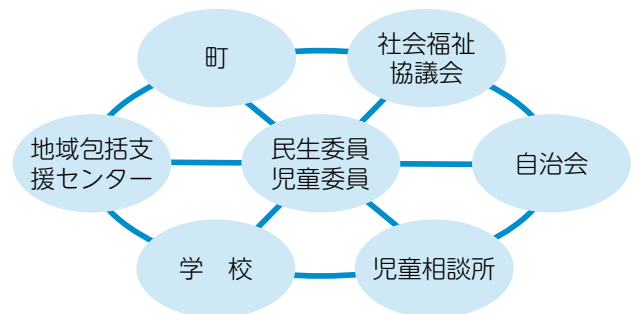 町
社会福祉
協議会
地域包括支
援センター
民生委員
児童委員
自治会
学　校
児童相談所